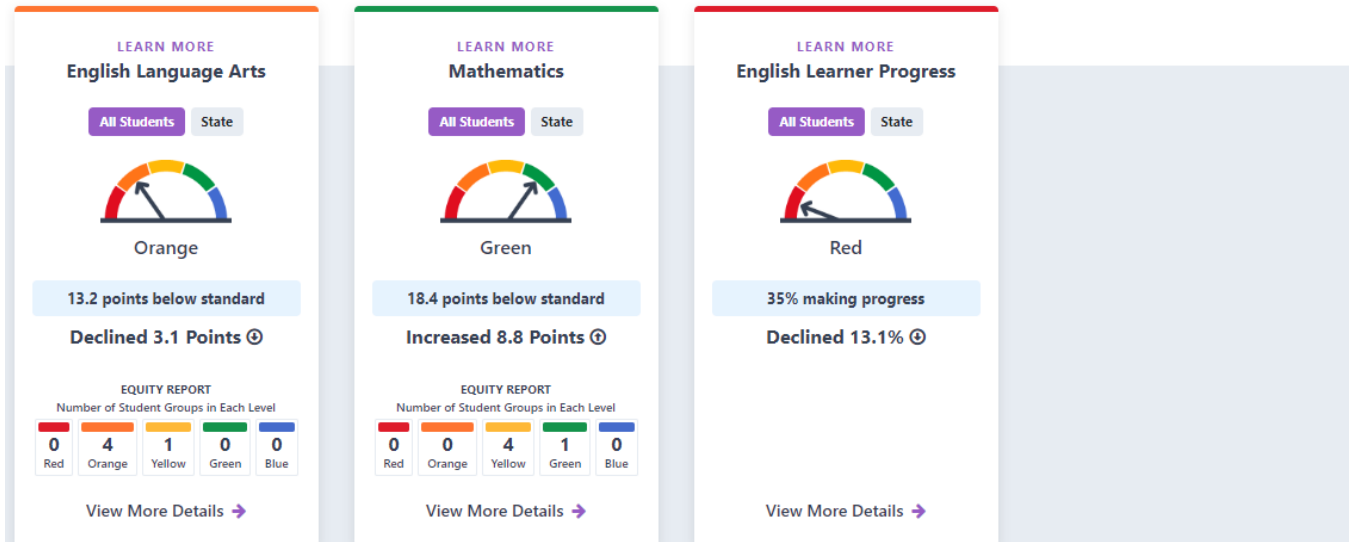 LEARN MORE
English Language Arts
All Students State
Orange
13.2 points below standard
Declined 3.1 Points
EQUITY REPORT
Number of Student Groups in Each Level
0 4 1 0 0
Red Orange Yellow Green Blue
View More Details
LEARN MORE
Mathematics
All Students State
Green
18.4 points below standard
Increased 8.8 Points
EQUITY REPORT
Number of Student Groups in Each Level
0 0 4 1 0
Red Orange Yellow Green Blue
View More Details
LEARN MORE
English Learner Progress
All Students State
Red
35% making progress
Declined 13.1%
View More Details